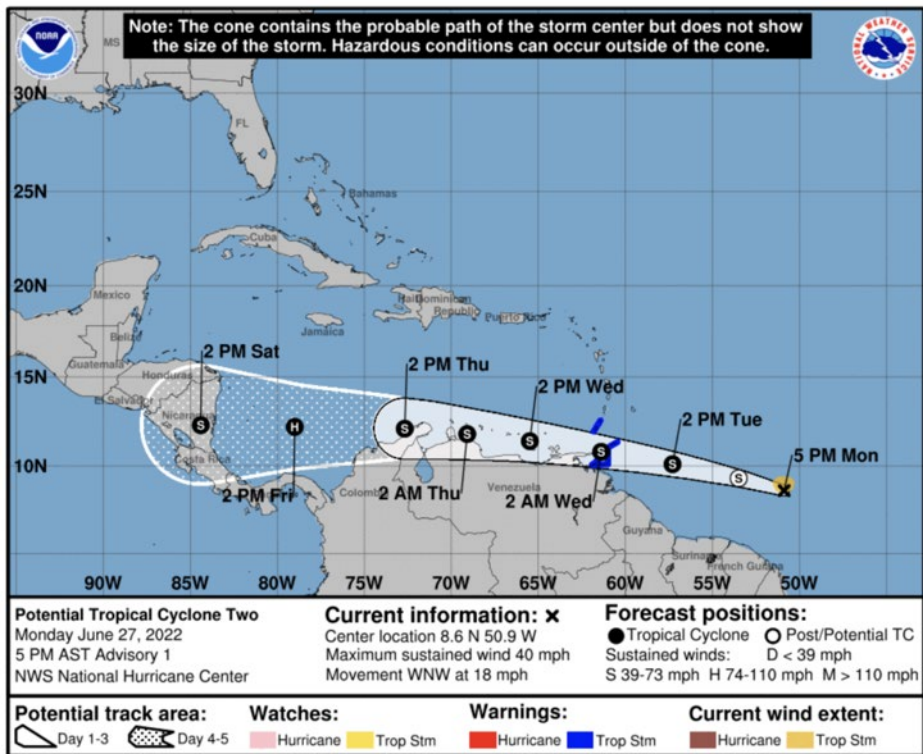 Note: The cone contains the probable path of the storm center but does not show
the size of the storm. Hazardous conditions can occur outside of the cone.
NOAA
NATIONAL WEATHER SERVICE
MS
30N
FL
25N
Bahamas
Cuba
20N
Mexico
Haiti
Dominican
Republic
Puerto Rico
Jamaica
Belize
2 PM Sat
2 PM Thu
Guatemala
15N
Honduras
2 PM Wed
El Salvador
2 PM Tue
Nicaragua
S
H
S
S
S
S
S
S
5 PM Mon
Costa Rica
10N
2 PM Fri
Colombia
2 AM Thu
Venezuela
2 AM Wed
Guyana
Suriname
French Guiana
90W 85W 80W 75W 70W 65W 60W 55W 50W
Potential Tropical Cyclone Two
Monday June 27, 2022
5 PM AST Advisory 1
NWS National Hurricane Center
Current information: x
Center location 8.6 N 50.9 W
Maximum sustained wind 40 mph
Movement WNW at 18 mph
Forecast positions:
Tropical Cyclone Post/Potential TC
Sustained winds: D < 39 mph
S 39-73 mph H 74-110 mph M > 110 mph
Potential track area:
Day 1-3 Day 4-5
Watches:
Hurricane Trop Stm
Warnings:
Hurricane Trop Stm
Current wind extent:
Hurricane Trop Stm